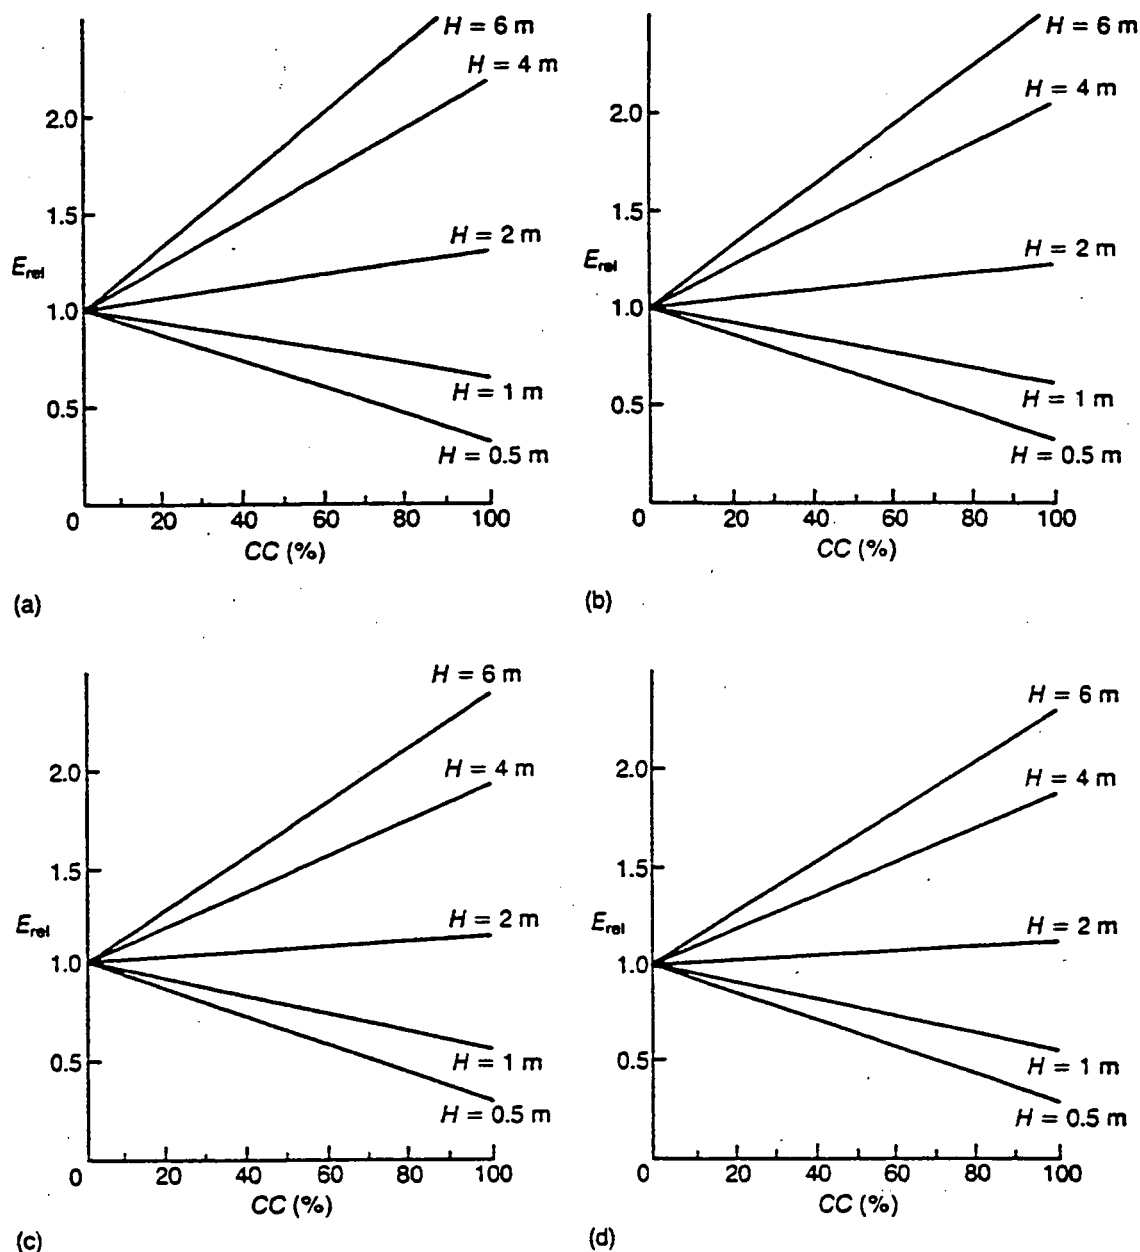 H = 6 m
H = 4 m
2.0
1.5
H = 2 m
E_rel
1.0
H = 1 m
0.5
H = 0.5 m
0 20 40 60 80 100
CC (%)
(a)
H = 6 m
H = 4 m
2.0
1.5
H = 2 m
E_rel
1.0
H = 1 m
0.5
H = 0.5 m
0 20 40 60 80 100
CC (%)
(b)
H = 6 m
2.0
H = 4 m
1.5
E_rel
H = 2 m
1.0
0.5
H = 1 m
H = 0.5 m
0 20 40 60 80 100
CC (%)
(c)
H = 6 m
2.0
H = 4 m
1.5
E_rel
H = 2 m
1.0
0.5
H = 1 m
H = 0.5 m
0 20 40 60 80 100
CC (%)
(d)